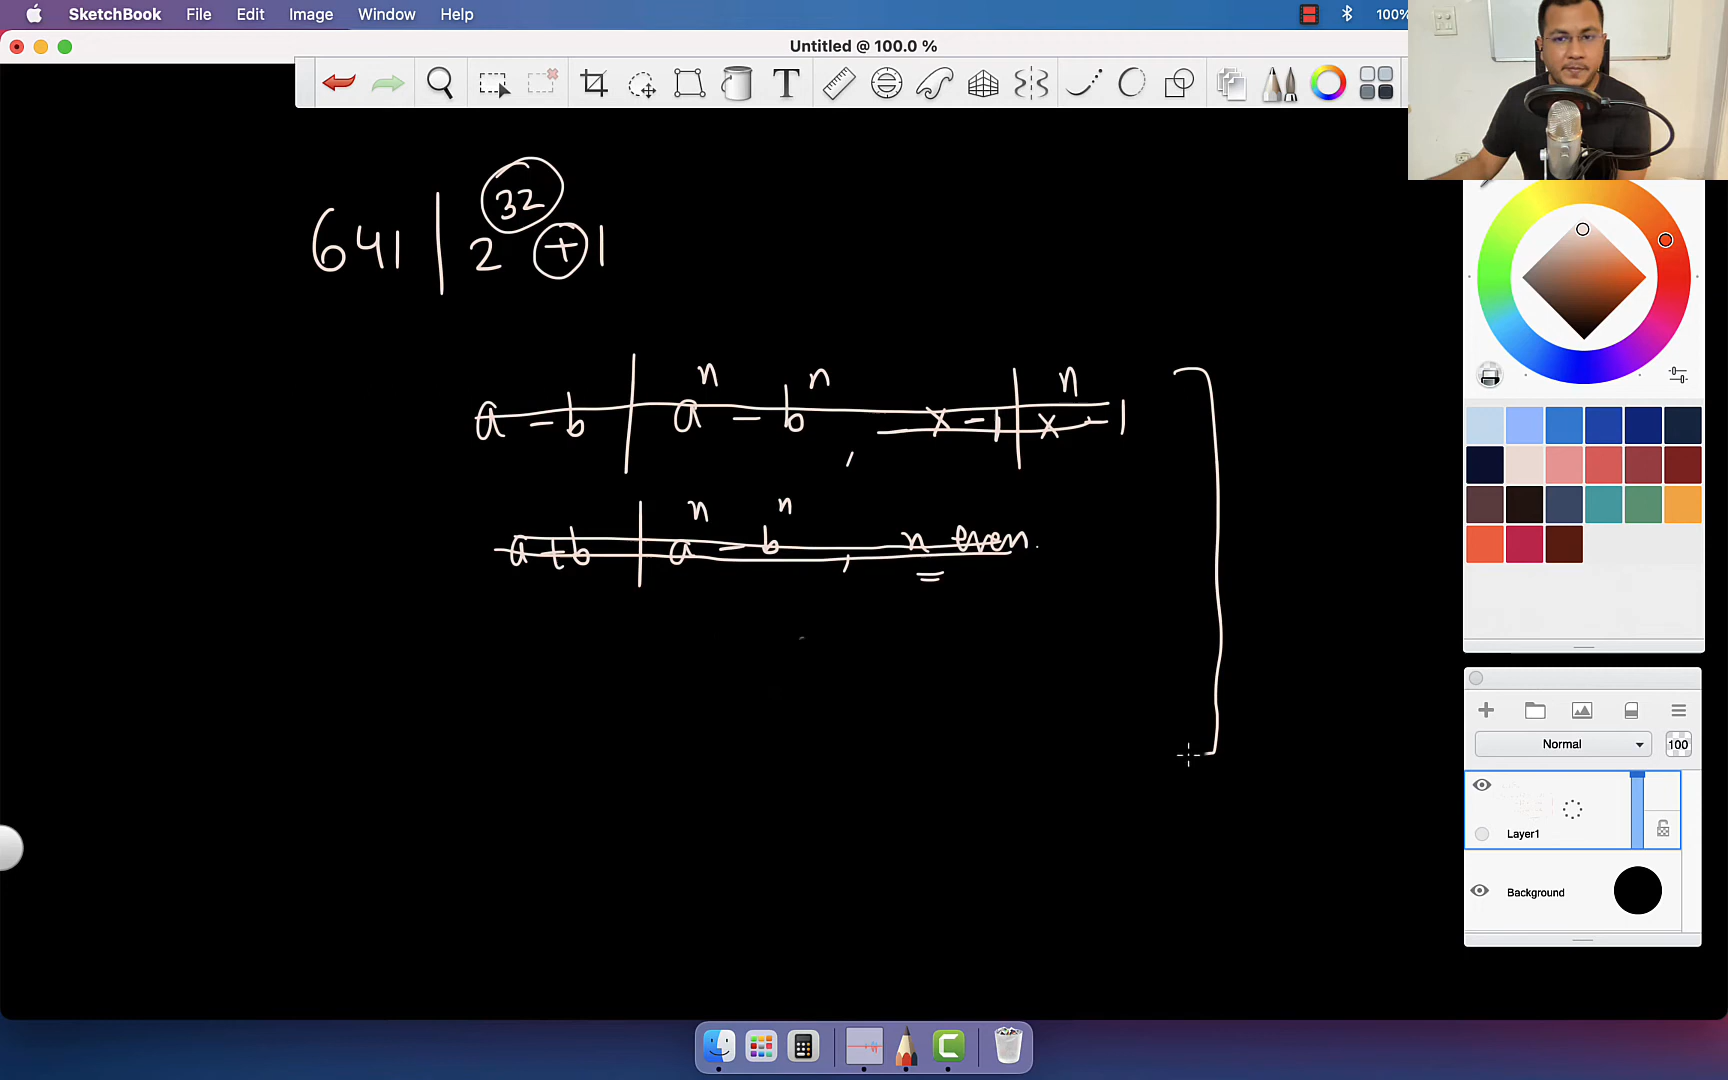 SketchBook File Edit Image Window Help 100%
Untitled @ 100.0 %
T
641 | 2^32 + 1
a - b | a^n - b^n , x - 1 | x^n - 1
a + b | a^n - b^n , n even.
Normal 100
Layer1
Background